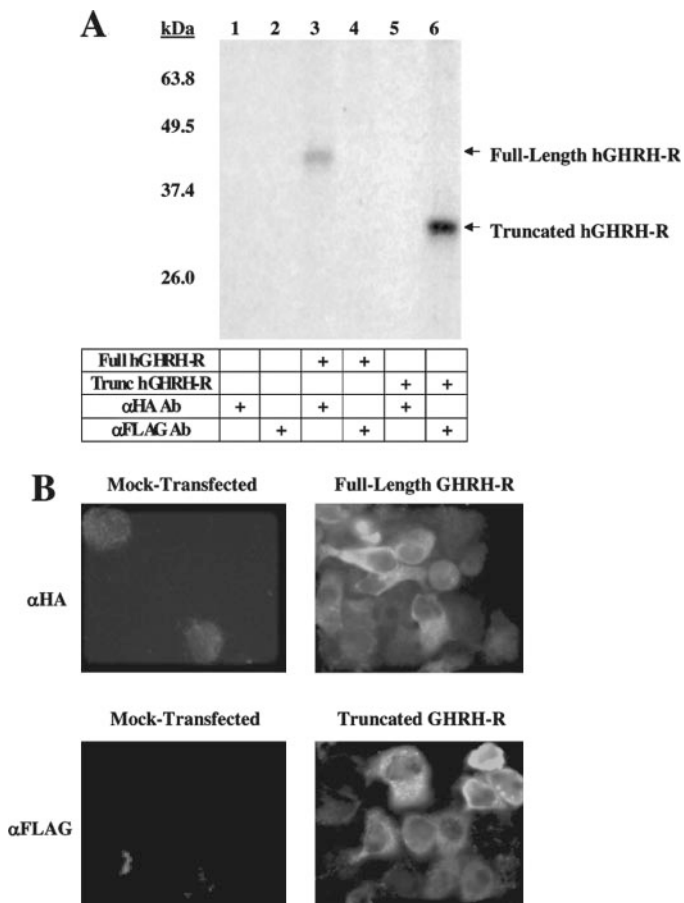 A
kDa 1 2 3 4 5 6
63.8
49.5
Full-Length hGHRH-R
37.4
Truncated hGHRH-R
26.0
Full hGHRH-R + +
Trunc hGHRH-R + +
αHA Ab + + +
αFLAG Ab + + +
B
Mock-Transfected Full-Length GHRH-R
αHA
Mock-Transfected Truncated GHRH-R
αFLAG